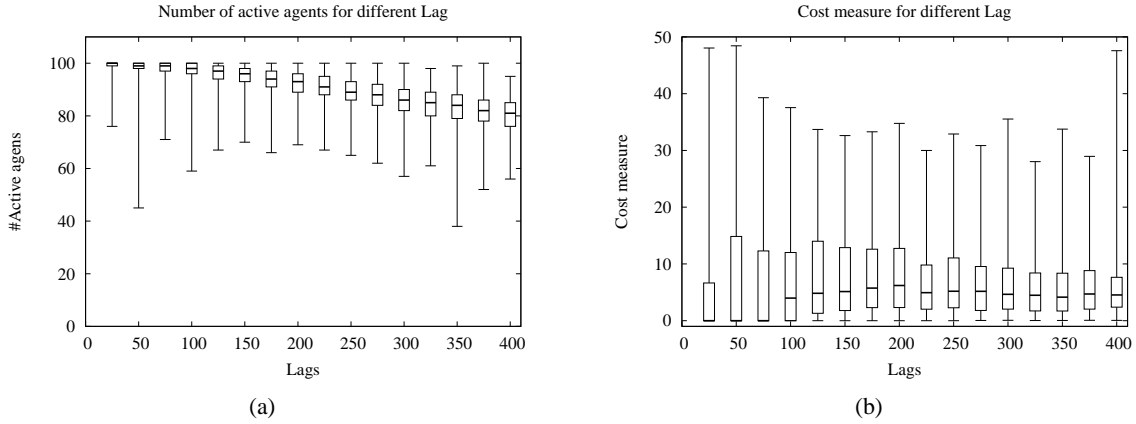 Number of active agents for different Lag
100
80
60
40
20
0
#Active agens
0 50 100 150 200 250 300 350 400
Lags
(a)
Cost measure for different Lag
50
40
30
20
10
0
Cost measure
0 50 100 150 200 250 300 350 400
Lags
(b)